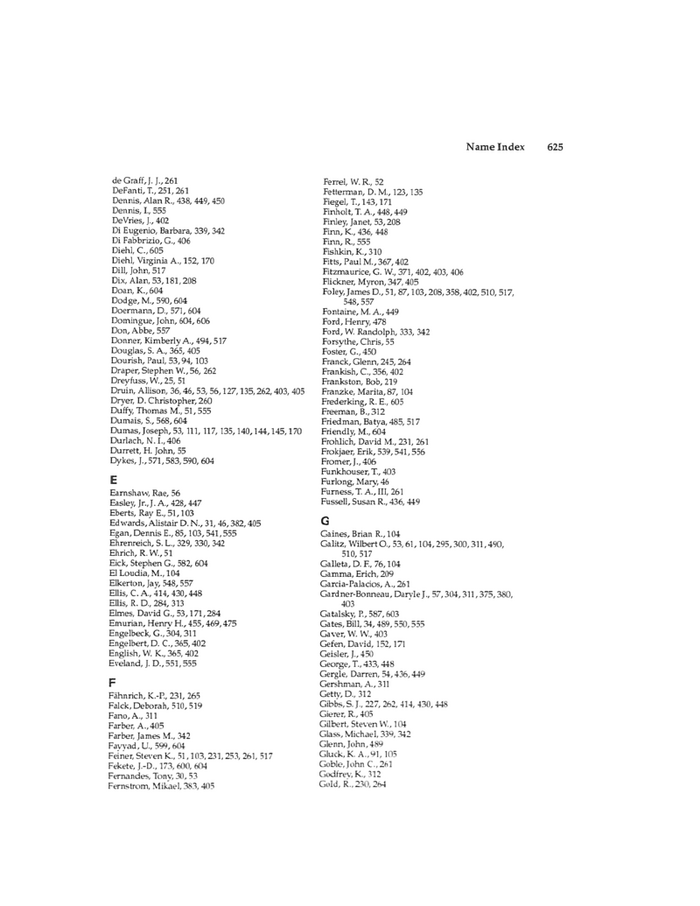 Name Index 625
de Graff, J. J., 261
DeFanti, T., 251, 261
Dennis, Alan R., 438, 449, 450
Dennis, I., 555
DeVries, J., 402
Di Eugenio, Barbara, 339, 342
Di Fabbrizio, G., 406
Diehl, C., 605
Diehl, Virginia A., 152, 170
Dill, John, 517
Dix, Alan, 53, 181, 208
Doan, K., 604
Dodge, M., 590, 604
Doermann, D., 571, 604
Domingue, John, 604, 606
Don, Abbe, 557
Donner, Kimberly A., 494, 517
Douglas, S. A., 365, 405
Dourish, Paul, 53, 94, 103
Draper, Stephen W., 56, 262
Dreyfuss, W., 25, 51
Druin, Allison, 36, 46, 53, 56, 127, 135, 262, 403, 405
Dryer, D. Christopher, 260
Duffy, Thomas M., 51, 555
Dumais, S., 568, 604
Dumas, Joseph, 53, 111, 117, 135, 140, 144, 145, 170
Durlach, N. I., 406
Durrett, H. John, 55
Dykes, J., 571, 583, 590, 604
E
Earnshaw, Rae, 56
Easley, Jr., J. A., 428, 447
Eberts, Ray E., 51, 103
Edwards, Alistair D. N., 31, 46, 382, 405
Egan, Dennis E., 85, 103, 541, 555
Ehrenreich, S. L., 329, 330, 342
Ehrich, R. W., 51
Eick, Stephen G., 582, 604
El Loudia, M., 104
Elkerton, Jay, 548, 557
Ellis, C. A., 414, 430, 448
Ellis, R. D., 284, 313
Elmes, David G., 53, 171, 284
Emurian, Henry H., 455, 469, 475
Engelbeck, G., 304, 311
Engelbert, D. C., 365, 402
English, W. K., 365, 402
Eveland, J. D., 551, 555
F
Fähnrich, K.-P., 231, 265
Falck, Deborah, 510, 519
Fano, A., 311
Farber, A., 405
Farber, James M., 342
Fayyad, U., 599, 604
Feiner, Steven K., 51, 103, 231, 253, 261, 517
Fekete, J.-D., 173, 600, 604
Fernandes, Tony, 30, 53
Fernstrom, Mikael, 383, 405
Ferrel, W. R., 52
Fetterman, D. M., 123, 135
Fiegel, T., 143, 171
Finholt, T. A., 448, 449
Finley, Janet, 53, 208
Finn, K., 436, 448
Finn, R., 555
Fishkin, K., 310
Fitts, Paul M., 367, 402
Fitzmaurice, G. W., 371, 402, 403, 406
Flickner, Myron, 347, 405
Foley, James D., 51, 87, 103, 208, 358, 402, 510, 517,
548, 557
Fontaine, M. A., 449
Ford, Henry, 478
Ford, W. Randolph, 333, 342
Forsythe, Chris, 55
Foster, G., 450
Franck, Glenn, 245, 264
Frankish, C., 356, 402
Frankston, Bob, 219
Franzke, Marita, 87, 104
Frederking, R. E., 605
Freeman, B., 312
Friedman, Batya, 485, 517
Friendly, M., 604
Frohlich, David M., 231, 261
Frokjaer, Erik, 539, 541, 556
Fromer, J., 406
Funkhouser, T., 403
Furlong, Mary, 46
Furness, T. A., III, 261
Fussell, Susan R., 436, 449
G
Gaines, Brian R., 104
Galitz, Wilbert O., 53, 61, 104, 295, 300, 311, 490,
510, 517
Galleta, D. F., 76, 104
Gamma, Erich, 209
Garcia-Palacios, A., 261
Gardner-Bonneau, Daryle J., 57, 304, 311, 375, 380,
403
Gatalsky, P., 587, 603
Gates, Bill, 34, 489, 550, 555
Gaver, W. W., 403
Gefen, David, 152, 171
Geisler, J., 450
George, T., 433, 448
Gergle, Darren, 54, 436, 449
Gershman, A., 311
Getty, D., 312
Gibbs, S. J., 227, 262, 414, 430, 448
Gierer, R., 405
Gilbert, Steven W., 104
Glass, Michael, 339, 342
Glenn, John, 489
Gluck, K. A., 91, 105
Goble, John C., 261
Godfrey, K., 312
Gold, R., 230, 264